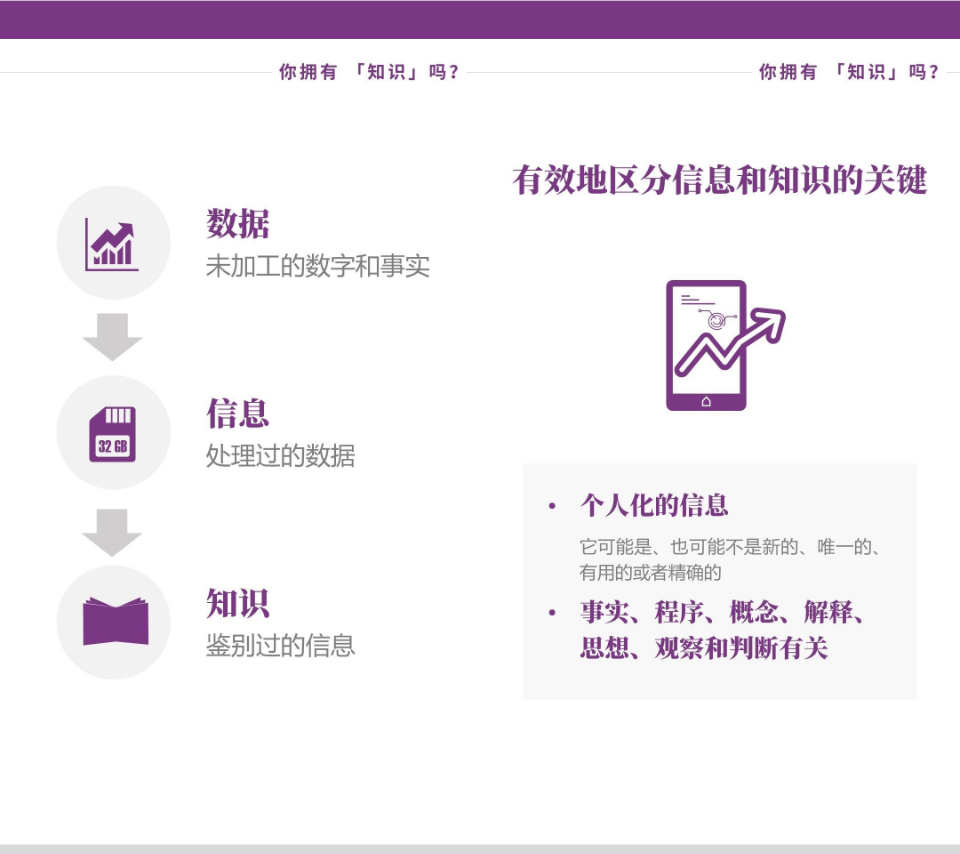 你拥有 「知识」吗?
你拥有 「知识」吗?
数据
未加工的数字和事实
32 GB
信息
处理过的数据
知识
鉴别过的信息
有效地区分信息和知识的关键
• 个人化的信息
它可能是、也可能不是新的、唯一的、
有用的或者精确的
• 事实、程序、概念、解释、
思想、观察和判断有关